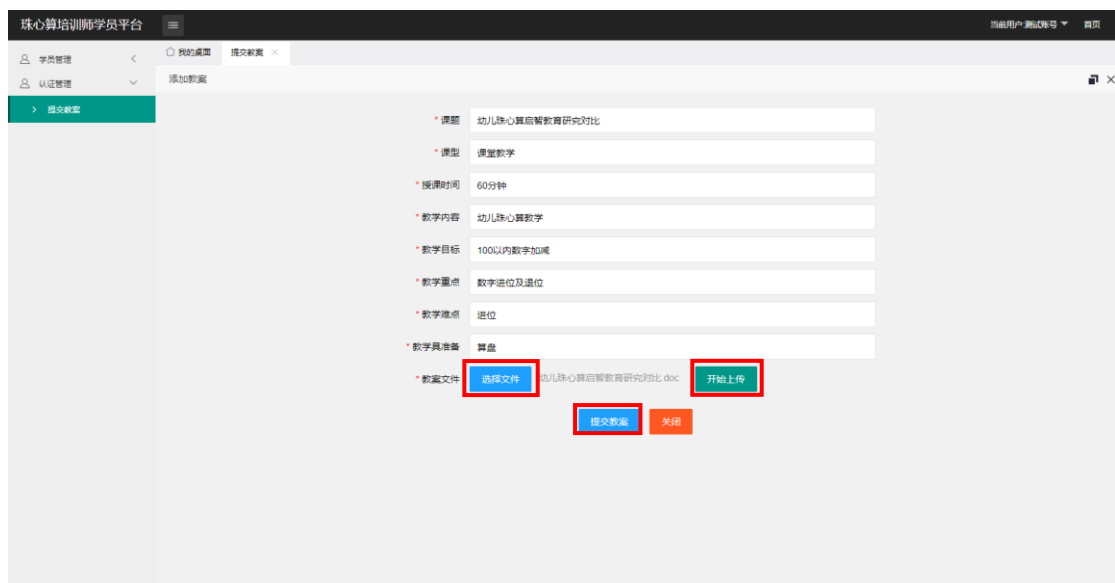 珠心算培训师学员平台
当前用户:测试账号 首页
学员管理
我的桌面 提交教案
认证管理
添加教案
提交教案
* 课题 幼儿珠心算启智教育研究对比
* 课型 课堂教学
* 授课时间 60分钟
* 教学内容 幼儿珠心算教学
* 教学目标 100以内数字加减
* 教学重点 数字进位及退位
* 教学难点 进位
* 教学具准备 算盘
* 教案文件 选择文件 幼儿珠心算启智教育研究对比.doc 开始上传
提交教案 关闭